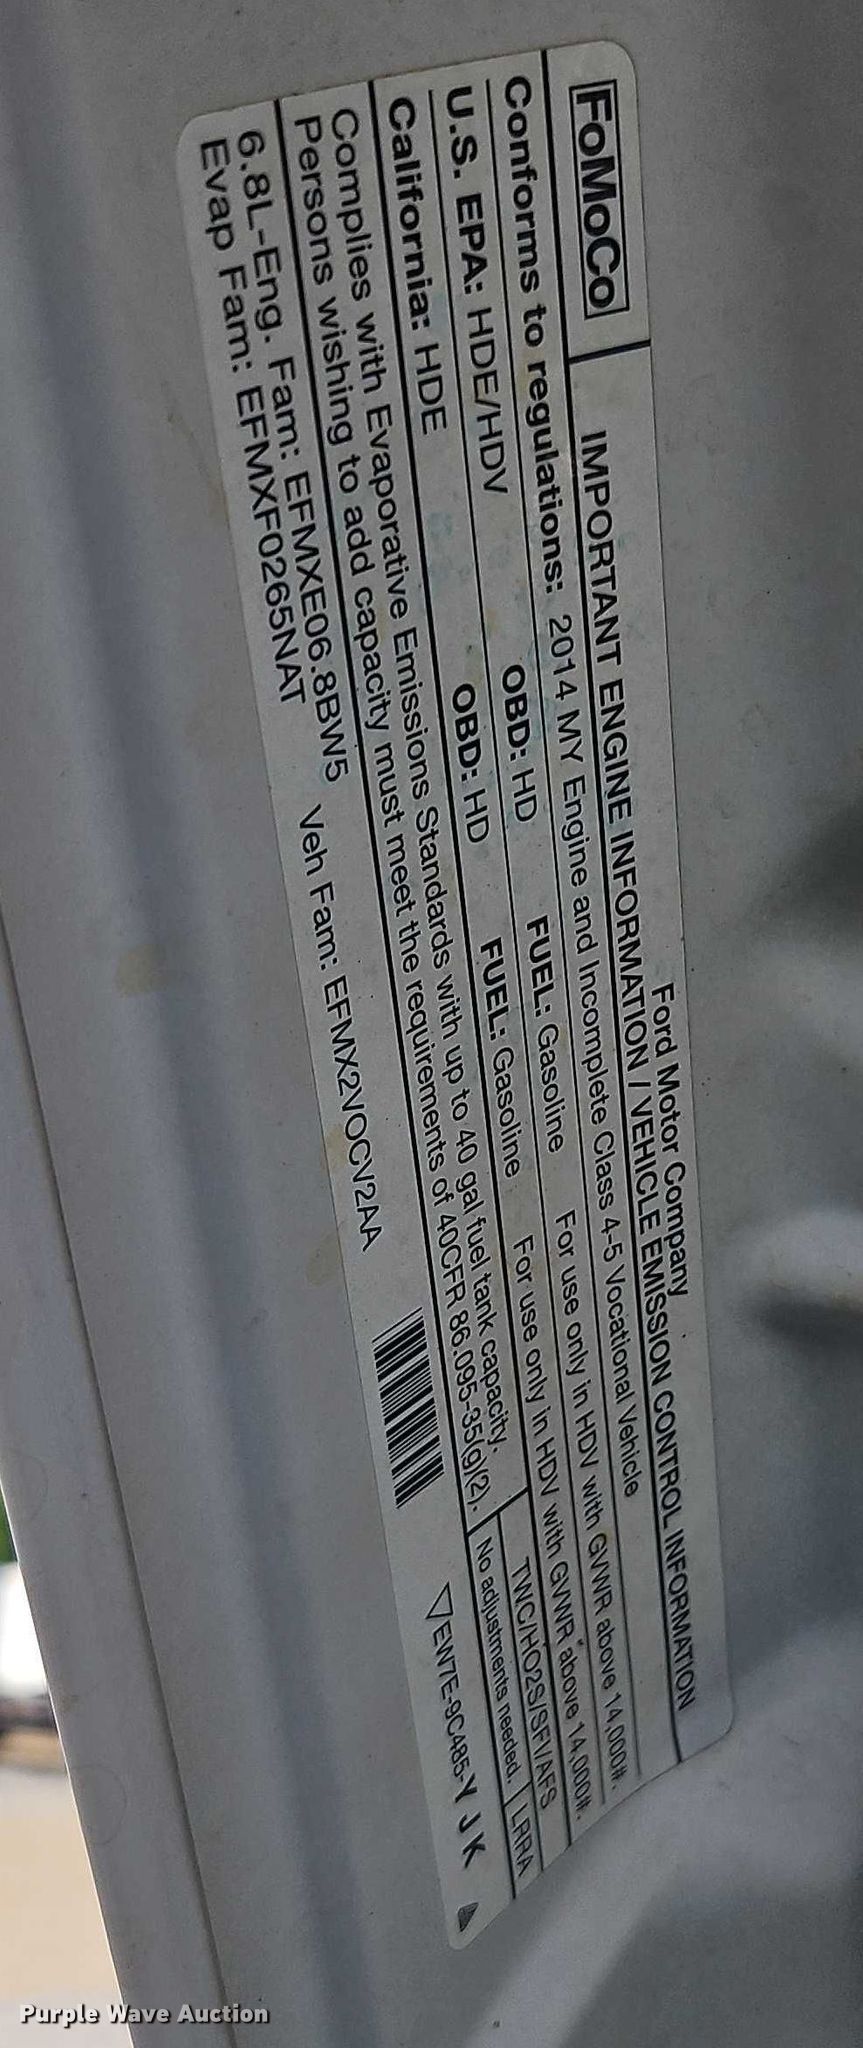 FoMoCo
Ford Motor Company
IMPORTANT ENGINE INFORMATION / VEHICLE EMISSION CONTROL INFORMATION
Conforms to regulations: 2014 MY Engine and Incomplete Class 4-5 Vocational Vehicle
U.S. EPA: HDE/HDV OBD: HD FUEL: Gasoline For use only in HDV with GVWR above 14,000#.
California: HDE OBD: HD FUEL: Gasoline For use only in HDV with GVWR above 14,000#.
Complies with Evaporative Emissions Standards with up to 40 gal fuel tank capacity.
Persons wishing to add capacity must meet the requirements of 40CFR 86.095-35(g)(2).
TWC/HO2S/SFI/AFS
No adjustments needed. LRRA
6.8L-Eng. Fam: EFMXE06.8BW5 Veh Fam: EFMX2VOCV2AA
Evap Fam: EFMXF0265NAT
EW7E-9C485-Y J K
Purple Wave Auction